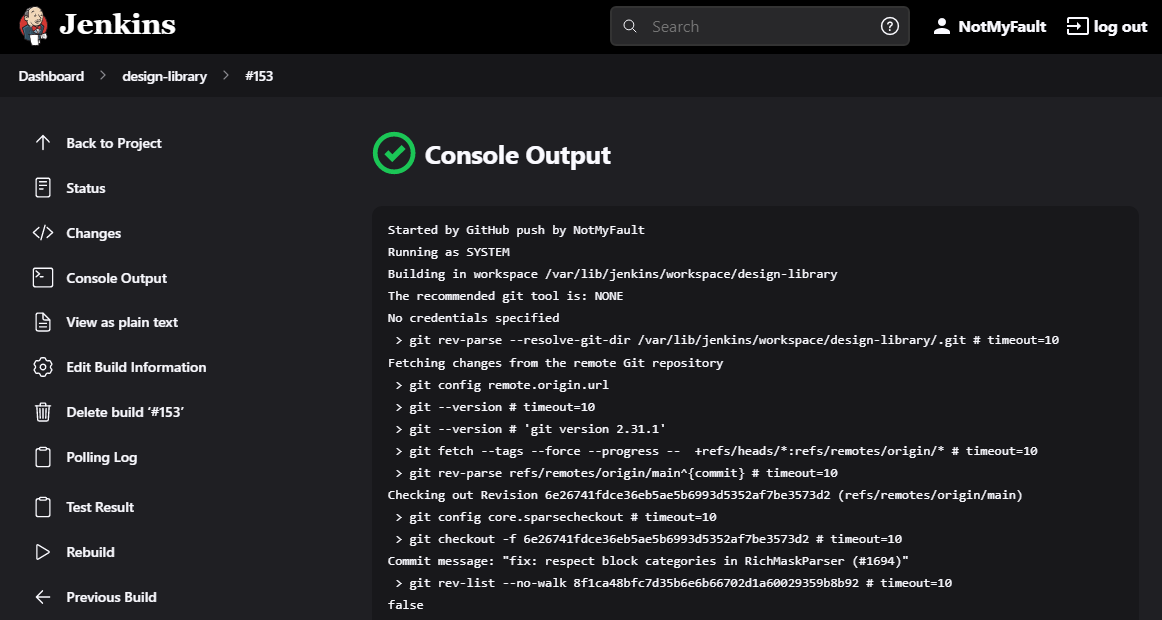 Jenkins
Search
NotMyFault
log out
Dashboard > design-library > #153
Back to Project
Status
Changes
Console Output
View as plain text
Edit Build Information
Delete build ‘#153’
Polling Log
Test Result
Rebuild
Previous Build
Console Output
Started by GitHub push by NotMyFault
Running as SYSTEM
Building in workspace /var/lib/jenkins/workspace/design-library
The recommended git tool is: NONE
No credentials specified
> git rev-parse --resolve-git-dir /var/lib/jenkins/workspace/design-library/.git # timeout=10
Fetching changes from the remote Git repository
> git config remote.origin.url
> git --version # timeout=10
> git --version # 'git version 2.31.1'
> git fetch --tags --force --progress --  +refs/heads/*:refs/remotes/origin/* # timeout=10
> git rev-parse refs/remotes/origin/main^{commit} # timeout=10
Checking out Revision 6e26741fdce36eb5ae5b6993d5352af7be3573d2 (refs/remotes/origin/main)
> git config core.sparsecheckout # timeout=10
> git checkout -f 6e26741fdce36eb5ae5b6993d5352af7be3573d2 # timeout=10
Commit message: "fix: respect block categories in RichMaskParser (#1694)"
> git rev-list --no-walk 8f1ca48bfc7d35b6e6b66702d1a60029359b8b92 # timeout=10
false